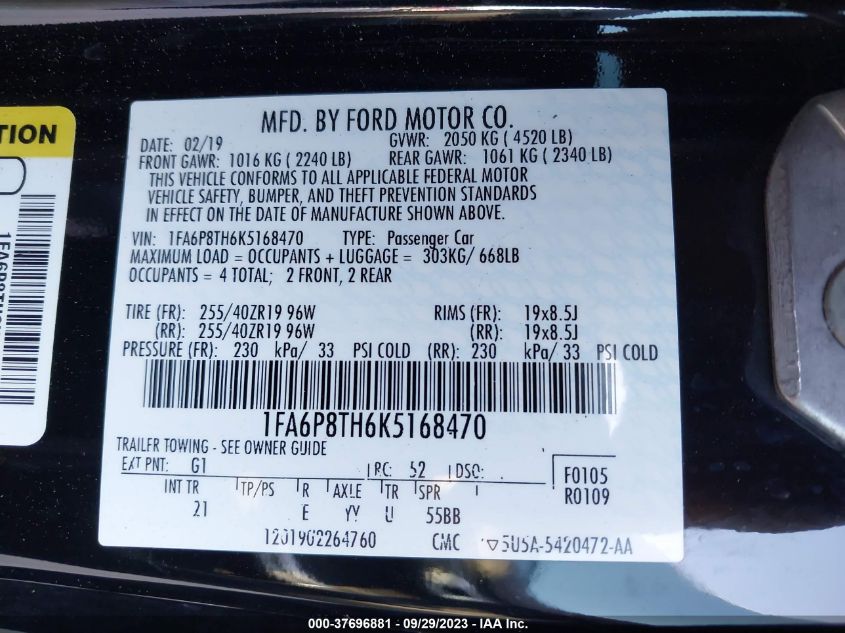 MFD. BY FORD MOTOR CO.
DATE: 02/19 GVWR: 2050 KG ( 4520 LB)
FRONT GAWR: 1016 KG ( 2240 LB) REAR GAWR: 1061 KG ( 2340 LB)
THIS VEHICLE CONFORMS TO ALL APPLICABLE FEDERAL MOTOR
VEHICLE SAFETY, BUMPER, AND THEFT PREVENTION STANDARDS
IN EFFECT ON THE DATE OF MANUFACTURE SHOWN ABOVE.
VIN: 1FA6P8TH6K5168470 TYPE: Passenger Car
MAXIMUM LOAD = OCCUPANTS + LUGGAGE = 303KG/ 668LB
OCCUPANTS = 4 TOTAL; 2 FRONT, 2 REAR
TIRE (FR): 255/40ZR19 96W RIMS (FR): 19x8.5J
(RR): 255/40ZR19 96W (RR): 19x8.5J
PRESSURE (FR): 230 kPa/ 33 PSI COLD (RR): 230 kPa/ 33 PSI COLD
1FA6P8TH6K5168470
TRAILER TOWING - SEE OWNER GUIDE
EXT PNT: G1 RC: 52 DSO: F0105
R0109
INT TR TP/PS R AXLE TR SPR
21 E YY U 55BB
CMC 5U5A-5420472-AA
TION
000-37696881 - 09/29/2023 - IAA Inc.